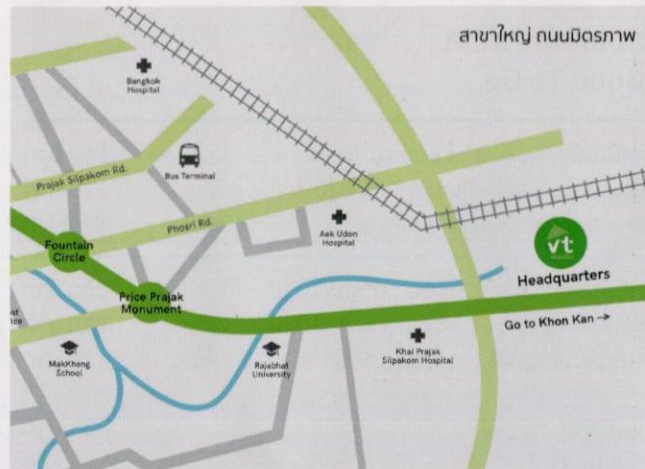 สาขาใหญ่ ถนนมิตรภาพ
Bangkok
Hospital
Bus Terminal
Prajak Silpakom Rd.
Phosri Rd.
Aek Udon
Hospital
Fountain
Circle
vt
Headquarters
Price Prajak
Monument
Go to Khon Kan →
MakKheng
School
Rajabhat
University
Khai Prajak
Silpakom Hospital